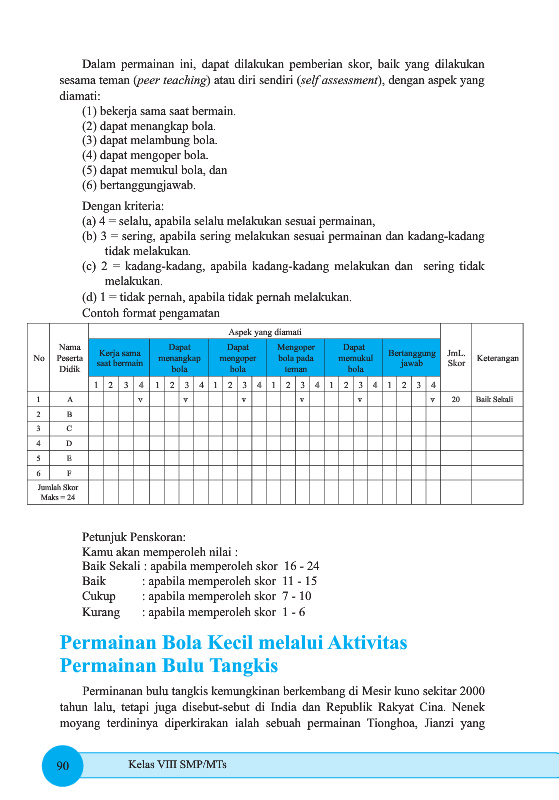 Dalam permainan ini, dapat dilakukan pemberian skor, baik yang dilakukan
sesama teman (peer teaching) atau diri sendiri (self assessment), dengan aspek yang
diamati:
(1) bekerja sama saat bermain.
(2) dapat menangkap bola.
(3) dapat melambung bola.
(4) dapat mengoper bola.
(5) dapat memukul bola, dan
(6) bertanggungjawab.
Dengan kriteria:
(a) 4 = selalu, apabila selalu melakukan sesuai permainan,
(b) 3 = sering, apabila sering melakukan sesuai permainan dan kadang-kadang
tidak melakukan.
(c) 2 = kadang-kadang, apabila kadang-kadang melakukan dan sering tidak
melakukan.
(d) 1 = tidak pernah, apabila tidak pernah melakukan.
Contoh format pengamatan
No Nama Peserta Didik Aspek yang diamati JmL. Skor Keterangan
Kerja sama saat bermain Dapat menangkap bola Dapat mengoper bola Mengoper bola pada teman Dapat memukul bola Bertanggung jawab
1 2 3 4 1 2 3 4 1 2 3 4 1 2 3 4 1 2 3 4 1 2 3 4
1 A v v v v v v 20 Baik Sekali
2 B
3 C
4 D
5 E
6 F
Jumlah Skor
Maks = 24
Petunjuk Penskoran:
Kamu akan memperoleh nilai :
Baik Sekali : apabila memperoleh skor 16 - 24
Baik : apabila memperoleh skor 11 - 15
Cukup : apabila memperoleh skor 7 - 10
Kurang : apabila memperoleh skor 1 - 6
Permainan Bola Kecil melalui Aktivitas
Permainan Bulu Tangkis
Perminanan bulu tangkis kemungkinan berkembang di Mesir kuno sekitar 2000
tahun lalu, tetapi juga disebut-sebut di India dan Republik Rakyat Cina. Nenek
moyang terdininya diperkirakan ialah sebuah permainan Tionghoa, Jianzi yang
90 Kelas VIII SMP/MTs